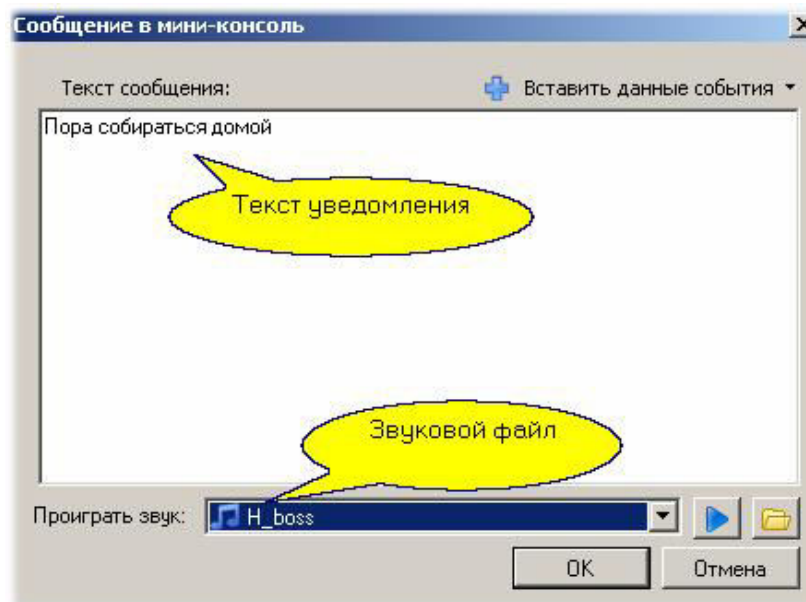 Сообщение в мини-консоль
Текст сообщения:
Вставить данные события
Пора собираться домой
Текст уведомления
Звуковой файл
Проиграть звук:
H_boss
OK
Отмена